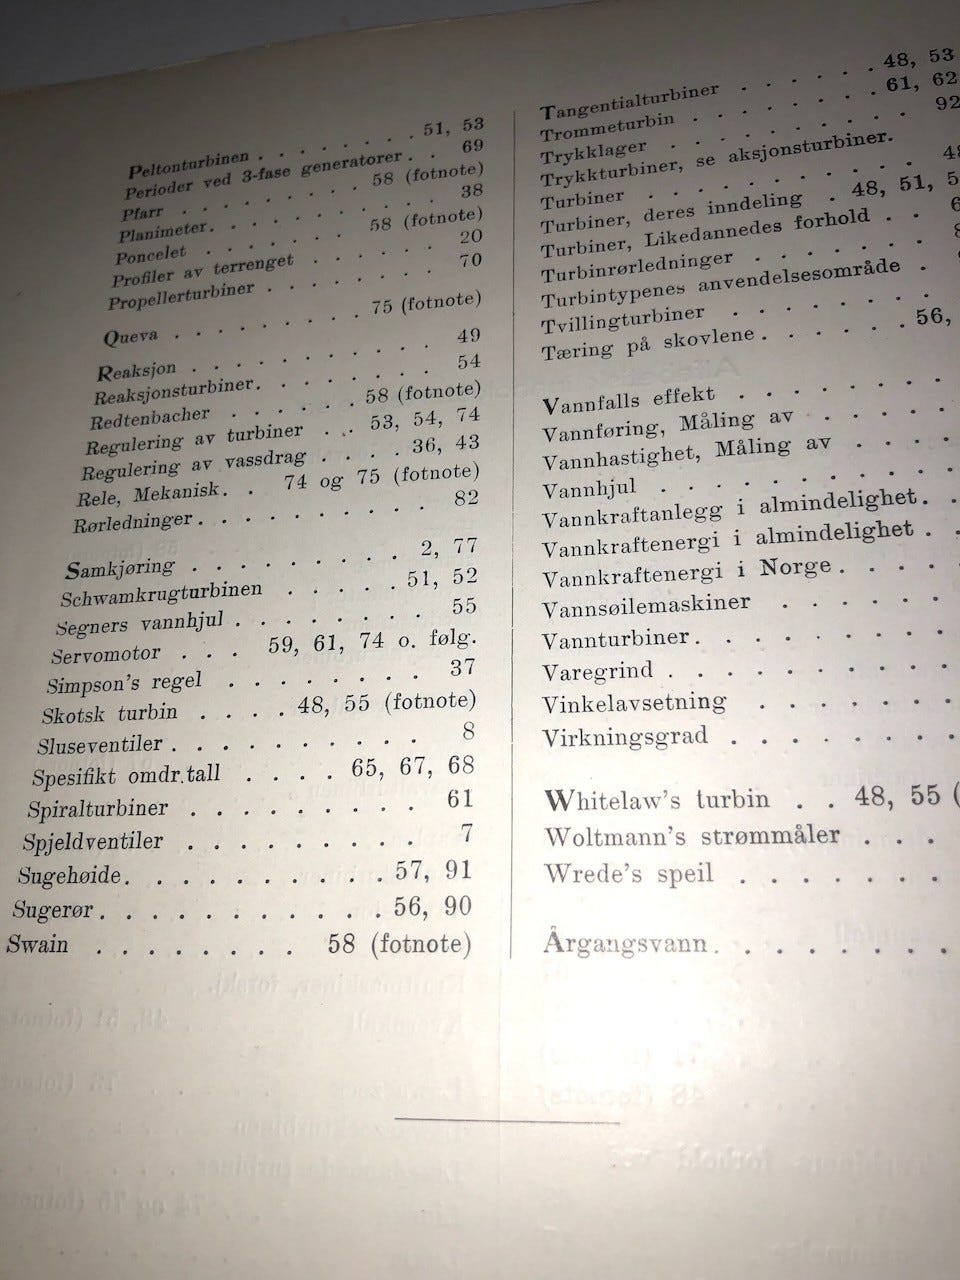 Peltonturbinen . . . . . . . 51, 53
Perioder ved 3-fase generatorer . . 69
Pfarr . . . . . . . . 58 (fotnote)
Planimeter . . . . . . . . . . 38
Poncelet . . . . . . . 58 (fotnote)
Profiler av terrenget . . . . . . 20
Propellerturbiner . . . . . . . 70
Queva . . . . . . . . 75 (fotnote)
Reaksjon . . . . . . . . . . 49
Reaksjonsturbiner . . . . . . . . 54
Redtenbacher . . . . . . 58 (fotnote)
Regulering av turbiner . . . 53, 54, 74
Regulering av vassdrag . . . . 36, 43
Rele, Mekanisk . . 74 og 75 (fotnote)
Rørledninger . . . . . . . . . 82
Samkjøring . . . . . . . . . 2, 77
Schwamkrugturbinen . . . . . 51, 52
Segners vannhjul . . . . . . . . 55
Servomotor . . . 59, 61, 74 o. følg.
Simpson's regel . . . . . . . . 37
Skotsk turbin . . . . 48, 55 (fotnote)
Sluseventiler . . . . . . . . . . 8
Spesifikt omdr.tall . . . . 65, 67, 68
Spiralturbiner . . . . . . . . 61
Spjeldventiler . . . . . . . . . 7
Sugehøide . . . . . . . . . . . 57, 91
Sugerør . . . . . . . . . . . . 56, 90
Swain . . . . . . . . 58 (fotnote)
Tangentialturbiner . . . . . 48, 53
Trommeturbin . . . . . . . . 61, 62
Trykklager . . . . . . . . . 92
Trykkturbiner, se aksjonsturbiner.
Turbiner . . . . . . . . .
Turbiner, deres inndeling . 48, 51,
Turbiner, Likedannedes forhold . .
Turbinrørledninger . . . . . .
Turbintypenes anvendelsesområde .
Tvillingturbiner . . . . . . .
Tæring på skovlene . . . . . . 56,
Vannfalls effekt . . . . . . .
Vannføring, Måling av . . . . .
Vannhastighet, Måling av . . . .
Vannhjul . . . . . . . . .
Vannkraftanlegg i almindelighet . .
Vannkraftenergi i almindelighet . .
Vannkraftenergi i Norge . . . . .
Vannsøilemaskiner . . . . . .
Vannturbiner . . . . . . . . .
Varegrind . . . . . . . . . .
Vinkelavsetning . . . . . . .
Virkningsgrad . . . . . . . .
Whitelaw's turbin . . 48, 55 (
Woltmann's strømmåler . . .
Wrede's speil . . . . . . .
Årgangsvann . . . . . . . .